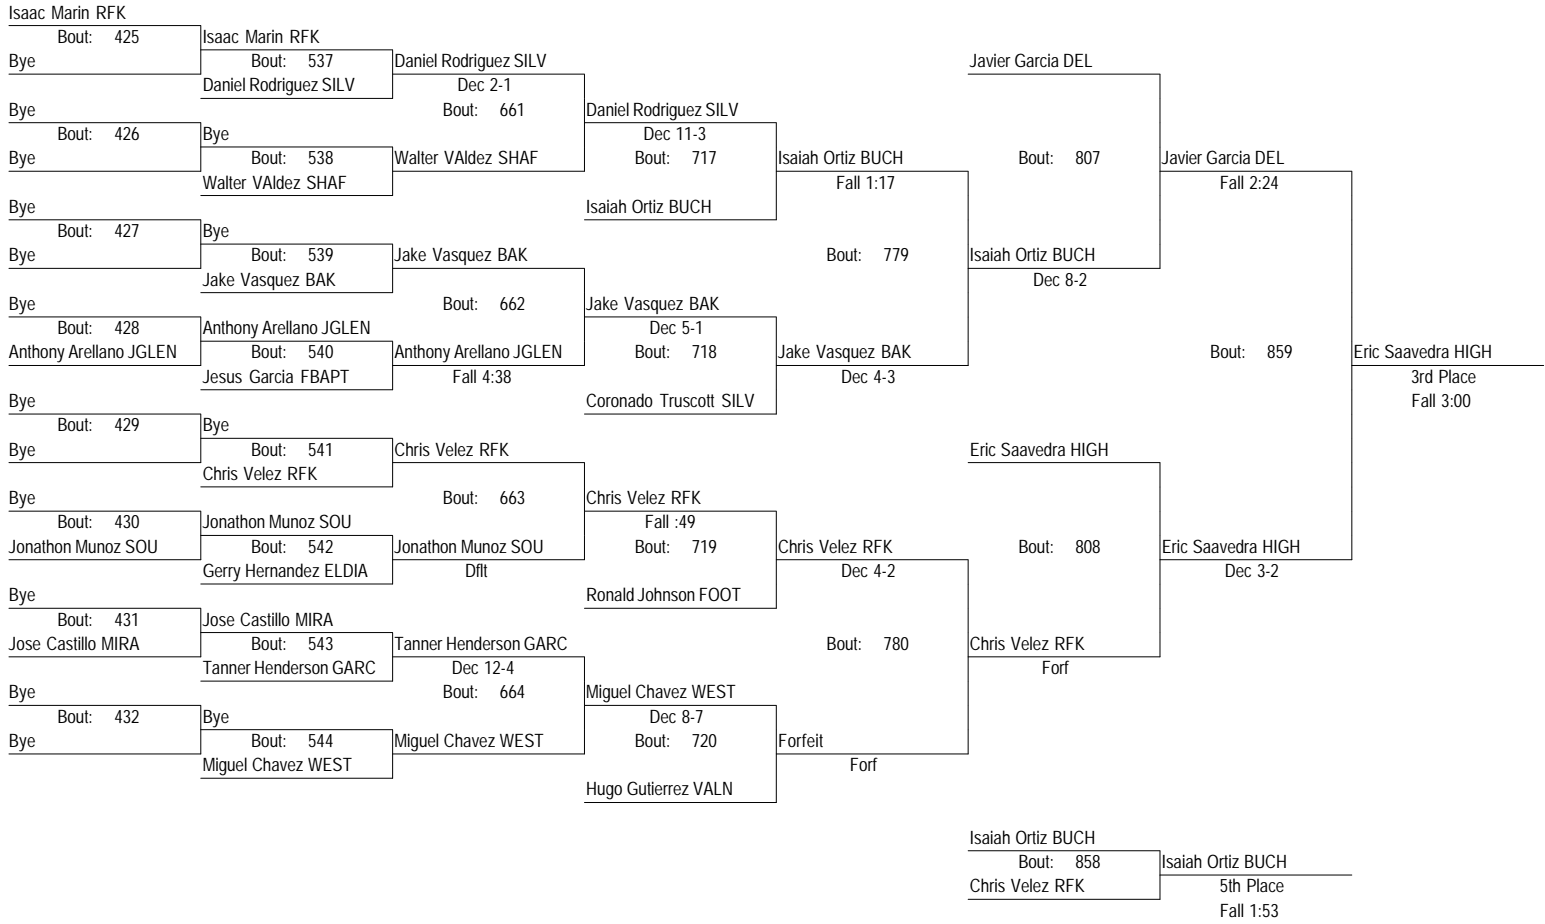 Isaac Marin RFK
Bout: 425
Isaac Marin RFK
Bye
Bout: 537
Daniel Rodriguez SILV
Javier Garcia DEL
Daniel Rodriguez SILV
Dec 2-1
Bye
Bout: 661
Daniel Rodriguez SILV
Bout: 426
Bye
Dec 11-3
Bye
Bout: 538
Walter VAldez SHAF
Bout: 717
Isaiah Ortiz BUCH
Bout: 807
Javier Garcia DEL
Walter VAldez SHAF
Fall 1:17
Fall 2:24
Bye
Isaiah Ortiz BUCH
Bout: 427
Bye
Bye
Bout: 539
Jake Vasquez BAK
Bout: 779
Isaiah Ortiz BUCH
Jake Vasquez BAK
Dec 8-2
Bye
Bout: 662
Jake Vasquez BAK
Bout: 428
Anthony Arellano JGLEN
Dec 5-1
Anthony Arellano JGLEN
Bout: 540
Anthony Arellano JGLEN
Bout: 718
Jake Vasquez BAK
Bout: 859
Eric Saavedra HIGH
Jesus Garcia FBAPT
Fall 4:38
Dec 4-3
3rd Place
Bye
Coronado Truscott SILV
Fall 3:00
Bout: 429
Bye
Bye
Bout: 541
Chris Velez RFK
Eric Saavedra HIGH
Chris Velez RFK
Bye
Bout: 663
Chris Velez RFK
Bout: 430
Jonathon Munoz SOU
Fall :49
Jonathon Munoz SOU
Bout: 542
Jonathon Munoz SOU
Bout: 719
Chris Velez RFK
Bout: 808
Eric Saavedra HIGH
Gerry Hernandez ELDIA
Dflt
Dec 4-2
Dec 3-2
Bye
Ronald Johnson FOOT
Bout: 431
Jose Castillo MIRA
Jose Castillo MIRA
Bout: 543
Tanner Henderson GARC
Bout: 780
Chris Velez RFK
Tanner Henderson GARC
Dec 12-4
Forf
Bye
Bout: 664
Miguel Chavez WEST
Bout: 432
Bye
Dec 8-7
Bye
Bout: 544
Miguel Chavez WEST
Bout: 720
Forfeit
Miguel Chavez WEST
Forf
Hugo Gutierrez VALN
Isaiah Ortiz BUCH
Bout: 858
Isaiah Ortiz BUCH
Chris Velez RFK
5th Place
Fall 1:53